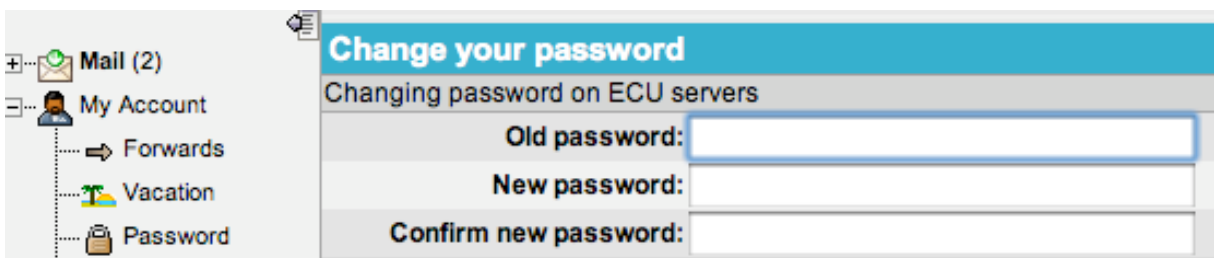 Mail (2)
My Account
Forwards
Vacation
Password
Change your password
Changing password on ECU servers
Old password:
New password:
Confirm new password: